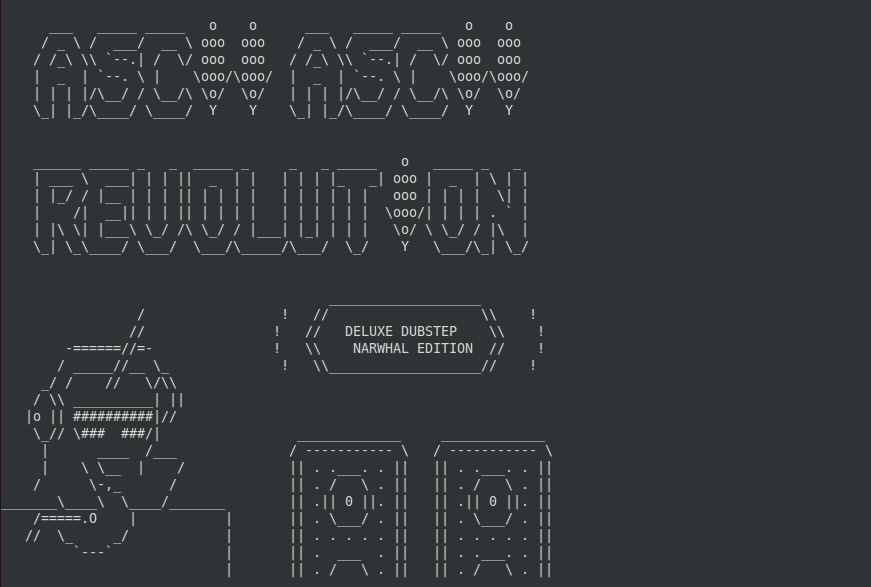 ASCii ASCii
REVOLUTiON
DELUXE DUBSTEP
NARWHAL EDITION